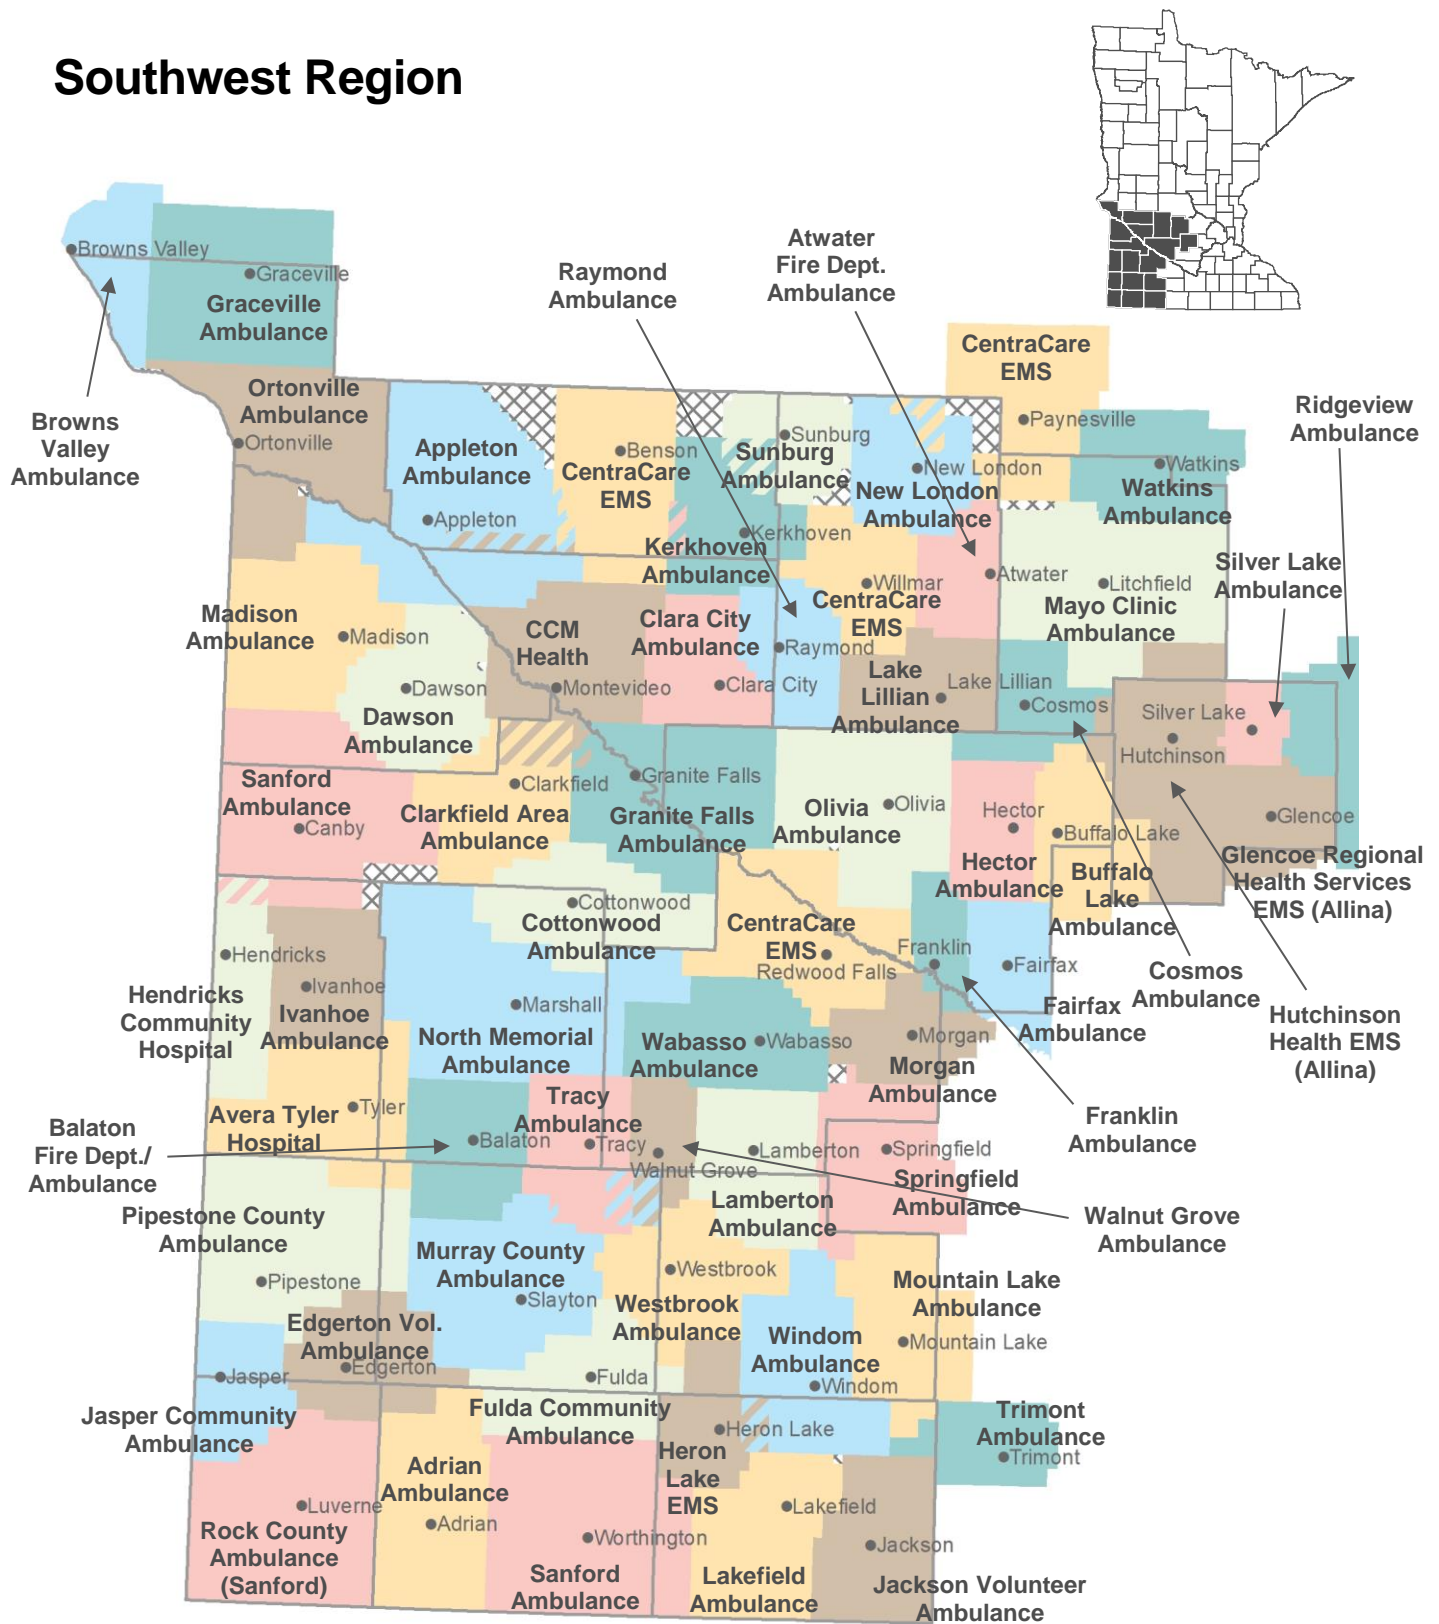 Southwest Region
Browns Valley
Graceville
Graceville
Ambulance
Browns
Valley
Ambulance
Ortonville
Ambulance
Ortonville
Raymond
Ambulance
Atwater
Fire Dept.
Ambulance
CentraCare
EMS
Paynesville
Ridgeview
Ambulance
Appleton
Ambulance
Appleton
Benson
CentraCare
EMS
Sunburg
Sunburg
Ambulance
New London
New London
Ambulance
Watkins
Watkins
Ambulance
Kerkhoven
Kerkhoven
Ambulance
Atwater
Litchfield
Mayo Clinic
Ambulance
Silver Lake
Ambulance
Willmar
CentraCare
EMS
Madison
Ambulance
Madison
CCM
Health
Montevideo
Clara City
Ambulance
Clara City
Raymond
Lake
Lillian
Ambulance
Lake Lillian
Cosmos
Silver Lake
Hutchinson
Dawson
Dawson
Ambulance
Sanford
Ambulance
Canby
Clarkfield
Clarkfield Area
Ambulance
Granite Falls
Granite Falls
Ambulance
Olivia
Ambulance
Olivia
Hector
Hector
Ambulance
Buffalo Lake
Buffalo
Lake
Ambulance
Glencoe
Glencoe Regional
Health Services
EMS (Allina)
Cottonwood
Cottonwood
Ambulance
CentraCare
EMS
Redwood Falls
Franklin
Fairfax
Fairfax
Ambulance
Cosmos
Ambulance
Hutchinson
Health EMS
(Allina)
Hendricks
Hendricks
Community
Hospital
Ivanhoe
Ivanhoe
Ambulance
Marshall
North Memorial
Ambulance
Wabasso
Ambulance
Wabasso
Morgan
Morgan
Ambulance
Franklin
Ambulance
Avera Tyler
Hospital
Tyler
Balaton
Fire Dept./
Ambulance
Balaton
Tracy
Ambulance
Tracy
Walnut Grove
Lamberton
Lamberton
Ambulance
Springfield
Springfield
Ambulance
Walnut Grove
Ambulance
Pipestone County
Ambulance
Pipestone
Murray County
Ambulance
Slayton
Westbrook
Westbrook
Ambulance
Windom
Ambulance
Windom
Mountain Lake
Ambulance
Mountain Lake
Edgerton Vol.
Ambulance
Edgerton
Jasper
Jasper Community
Ambulance
Fulda
Fulda Community
Ambulance
Heron Lake
Heron
Lake
EMS
Trimont
Ambulance
Trimont
Adrian
Ambulance
Adrian
Luverne
Rock County
Ambulance
(Sanford)
Worthington
Sanford
Ambulance
Lakefield
Lakefield
Ambulance
Jackson
Jackson Volunteer
Ambulance